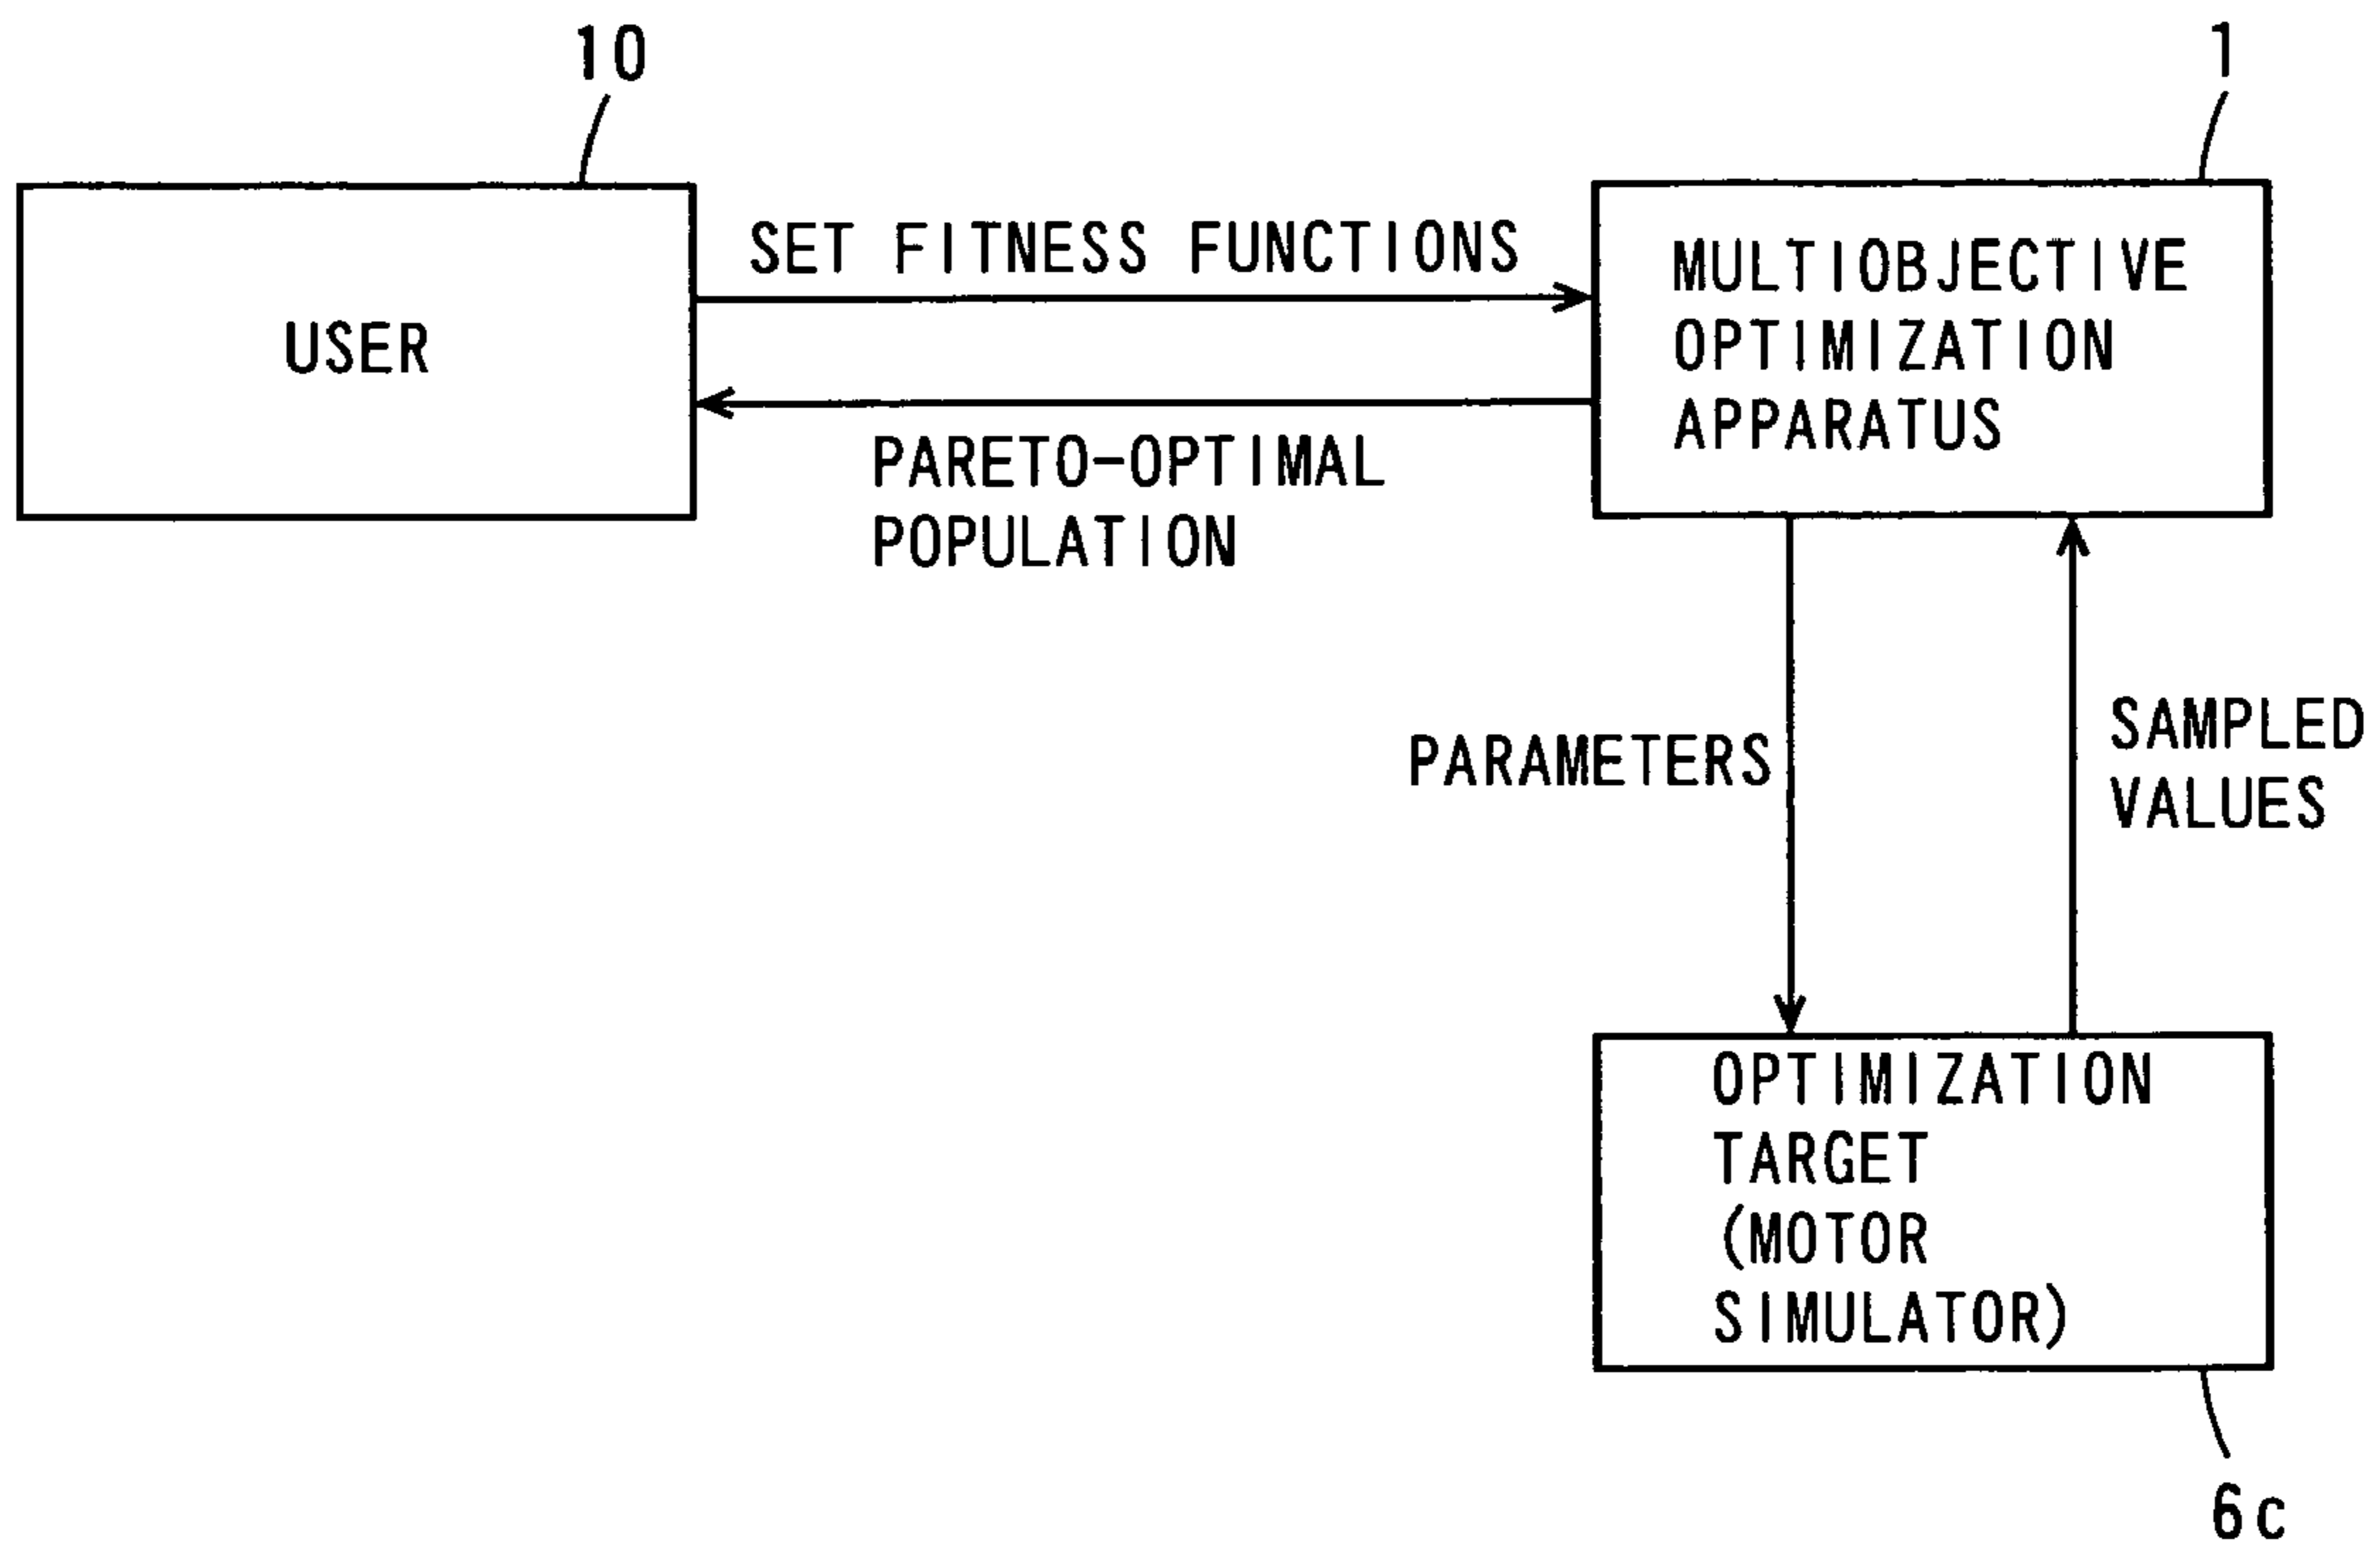 10
1
USER
SET FITNESS FUNCTIONS
PARETO-OPTIMAL
POPULATION
MULTIOBJECTIVE
OPTIMIZATION
APPARATUS
PARAMETERS
SAMPLED
VALUES
OPTIMIZATION
TARGET
(MOTOR
SIMULATOR)
6c